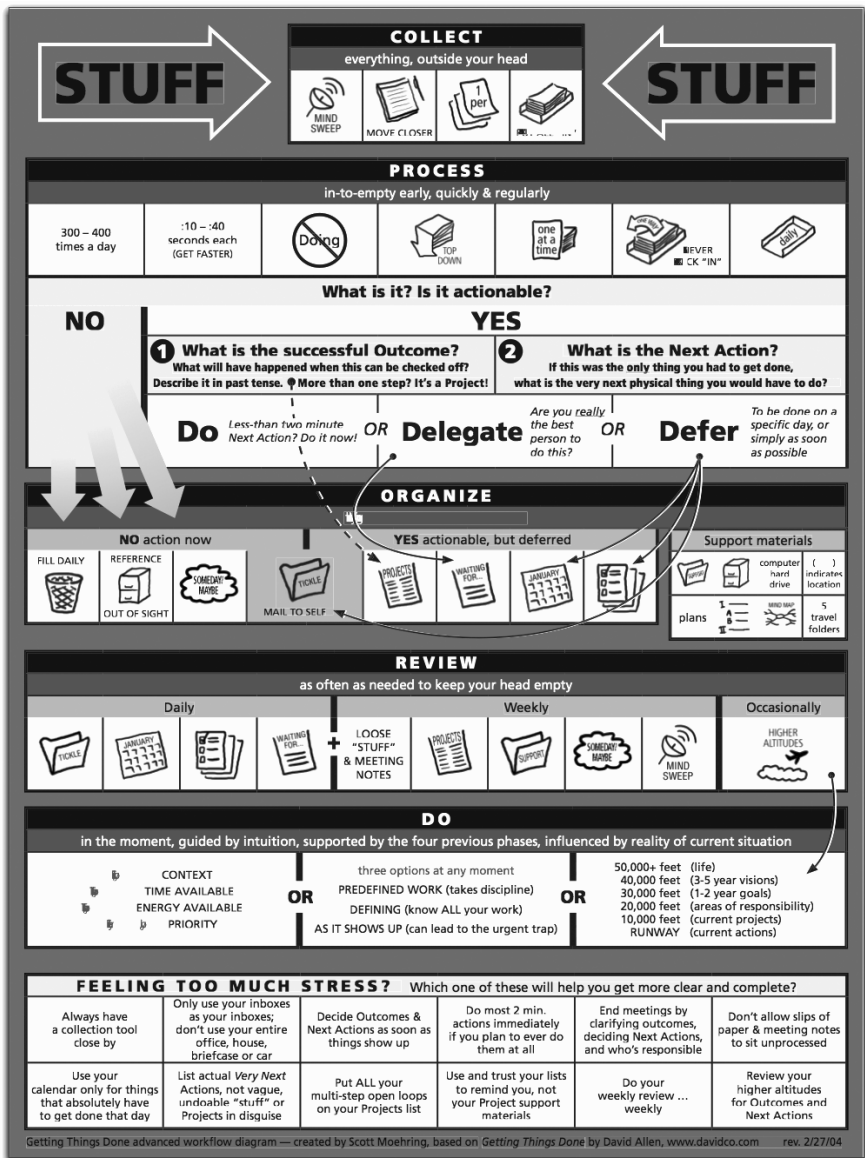 STUFF
COLLECT
everything, outside your head
MIND
SWEEP
MOVE CLOSER
1
per
STUFF
PROCESS
in-to-empty early, quickly & regularly
300 – 400
times a day
:10 – :40
seconds each
(GET FASTER)
Doing
TOP
DOWN
one
at a
time
ONE WAY
CK "IN"
daily
What is it? Is it actionable?
NO
YES
1 What is the successful Outcome?
What will have happened when this can be checked off?
Describe it in past tense. More than one step? It's a Project!
2 What is the Next Action?
If this was the only thing you had to get done,
what is the very next physical thing you would have to do?
Do
Less-than two minute
Next Action? Do it now!
OR
Delegate
Are you really
the best
person to
do this?
OR
Defer
To be done on a
specific day, or
simply as soon
as possible
ORGANIZE
NO action now
YES actionable, but deferred
Support materials
FILL DAILY
REFERENCE
OUT OF SIGHT
SOMEDAY/
MAYBE
TICKLE
MAIL TO SELF
PROJECTS
WAITING
FOR...
JANUARY
SUPPORT
computer
hard
drive
( )
indicates
location
plans
I
A
B
II
MIND MAP
5
travel
folders
REVIEW
as often as needed to keep your head empty
Daily
Weekly
Occasionally
TICKLE
JANUARY
WAITING
FOR...
+
LOOSE
"STUFF"
& MEETING
NOTES
PROJECTS
SUPPORT
SOMEDAY/
MAYBE
MIND
SWEEP
HIGHER
ALTITUDES
DO
in the moment, guided by intuition, supported by the four previous phases, influenced by reality of current situation
CONTEXT
TIME AVAILABLE
ENERGY AVAILABLE
PRIORITY
OR
three options at any moment
PREDEFINED WORK (takes discipline)
DEFINING (know ALL your work)
AS IT SHOWS UP (can lead to the urgent trap)
OR
50,000+ feet (life)
40,000 feet (3-5 year visions)
30,000 feet (1-2 year goals)
20,000 feet (areas of responsibility)
10,000 feet (current projects)
RUNWAY (current actions)
FEELING TOO MUCH STRESS? Which one of these will help you get more clear and complete?
Always have
a collection tool
close by
Only use your inboxes
as your inboxes;
don't use your entire
office, house,
briefcase or car
Decide Outcomes &
Next Actions as soon as
things show up
Do most 2 min.
actions immediately
if you plan to ever do
them at all
End meetings by
clarifying outcomes,
deciding Next Actions,
and who's responsible
Don't allow slips of
paper & meeting notes
to sit unprocessed
Use your
calendar only for things
that absolutely have
to get done that day
List actual Very Next
Actions, not vague,
undoable "stuff" or
Projects in disguise
Put ALL your
multi-step open loops
on your Projects list
Use and trust your lists
to remind you, not
your Project support
materials
Do your
weekly review ...
weekly
Review your
higher altitudes
for Outcomes and
Next Actions
Getting Things Done advanced workflow diagram — created by Scott Moehring, based on Getting Things Done by David Allen, www.davidco.com rev. 2/27/04